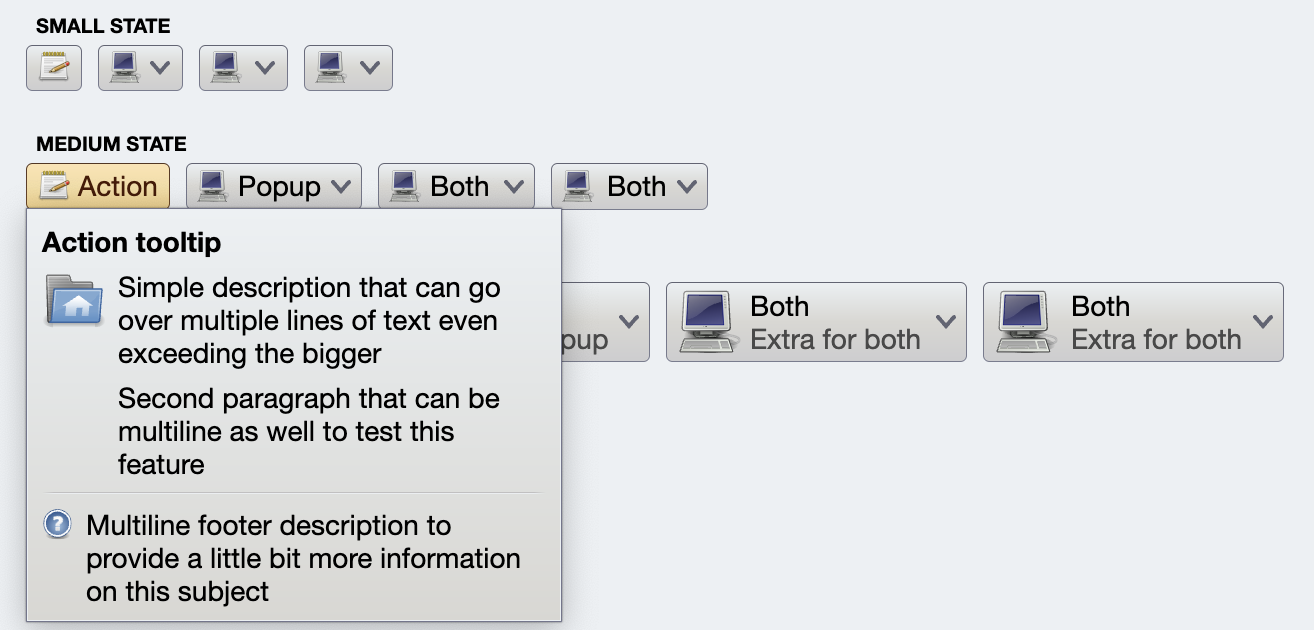 SMALL STATE
MEDIUM STATE
Action Popup Both Both
Action tooltip
Simple description that can go
over multiple lines of text even
exceeding the bigger
Second paragraph that can be
multiline as well to test this
feature
Multiline footer description to
provide a little bit more information
on this subject
pup
Both
Extra for both
Both
Extra for both